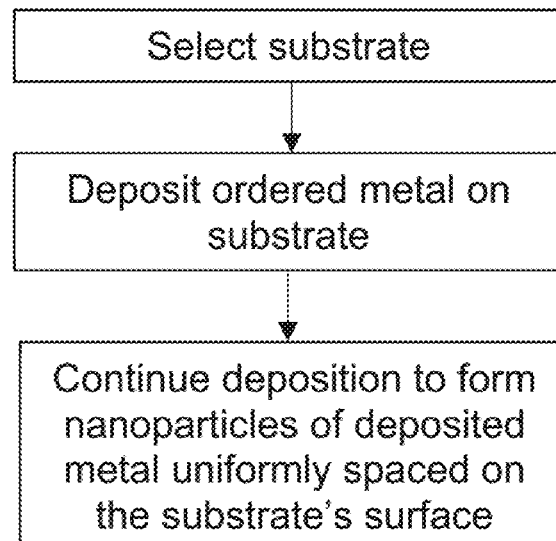 Select substrate
Deposit ordered metal on
substrate
Continue deposition to form
nanoparticles of deposited
metal uniformly spaced on
the substrate's surface